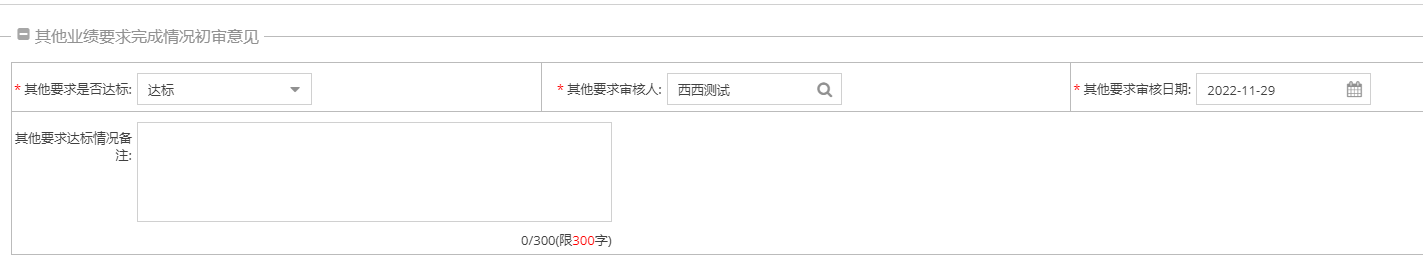 其他业绩要求完成情况初审意见
* 其他要求是否达标: 达标 * 其他要求审核人: 西西测试 * 其他要求审核日期: 2022-11-29
其他要求达标情况备
注:
0/300(限300字)